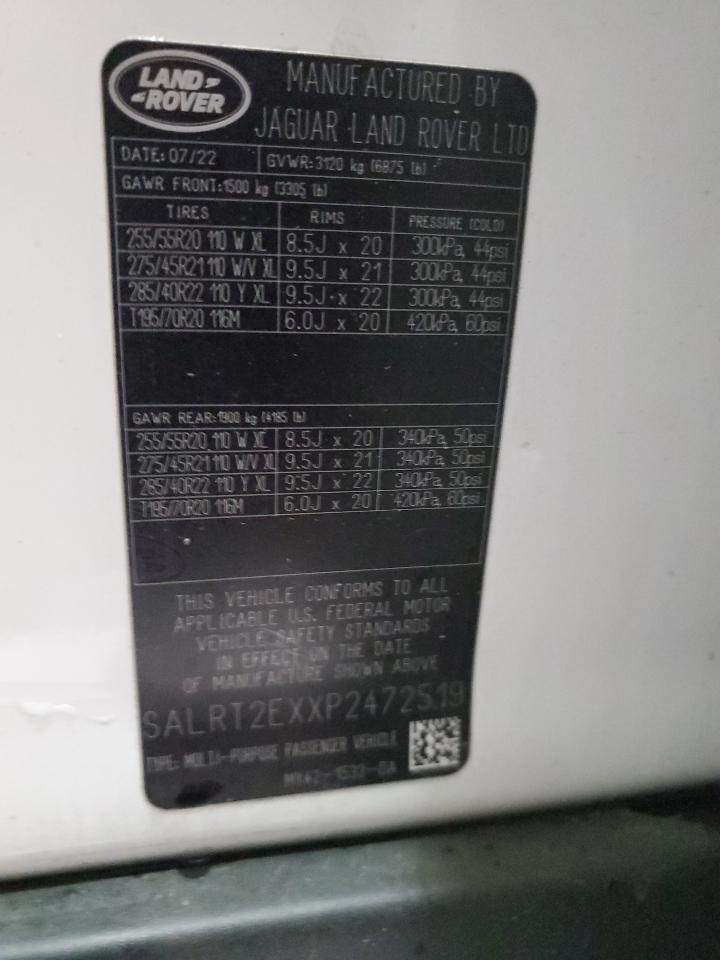 LAND ROVER
MANUFACTURED BY
JAGUAR LAND ROVER LTD
DATE: 07/22 GVWR:3120 kg (6875 lb)
GAWR FRONT:1500 kg (3305 lb)
TIRES RIMS PRESSURE (COLD)
255/55R20 110 W XL 8.5J x 20 300kPa, 44psi
275/45R21 110 W/V XL 9.5J x 21 300kPa, 44psi
285/40R22 110 Y XL 9.5J x 22 300kPa, 44psi
T195/70R20 116M 6.0J x 20 420kPa, 60psi
GAWR REAR:1900 kg (4185 lb)
255/55R20 110 W XL 8.5J x 20 340kPa, 50psi
275/45R21 110 W/V XL 9.5J x 21 340kPa, 50psi
285/40R22 110 Y XL 9.5J x 22 340kPa, 50psi
T195/70R20 116M 6.0J x 20 420kPa, 60psi
THIS VEHICLE CONFORMS TO ALL
APPLICABLE U.S. FEDERAL MOTOR
VEHICLE SAFETY STANDARDS
IN EFFECT ON THE DATE
OF MANUFACTURE SHOWN ABOVE
SALRT2EXXP2472519
TYPE: MULTI-PURPOSE PASSENGER VEHICLE